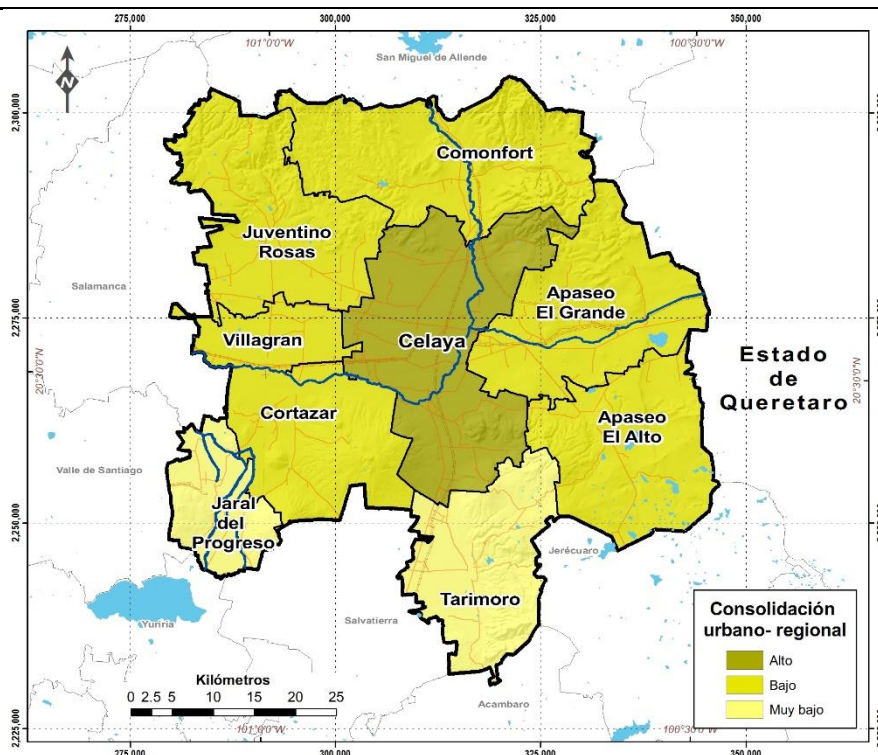 275,000 300,000 325,000 350,000
101°0'0"W 100°30'0"W
San Miguel de Allende
N
2,300,000
Comonfort
Juventino
Rosas
Salamanca
Apaseo
El Grande
2,275,000
Villagran
Celaya
Estado
de
Queretaro
20°30'0"N 20°30'0"N
Cortazar
Apaseo
El Alto
Valle de Santiago
Jaral
del
Progreso
2,250,000
Jerécuaro
Tarimoro
Yuriria
Salvatierra
Consolidación
urbano- regional
Alto
Bajo
Muy bajo
Kilómetros
0 2.5 5 10 15 20 25
Acambaro
2,225,000
101°0'0"W 100°30'0"W
275,000 300,000 325,000 350,000